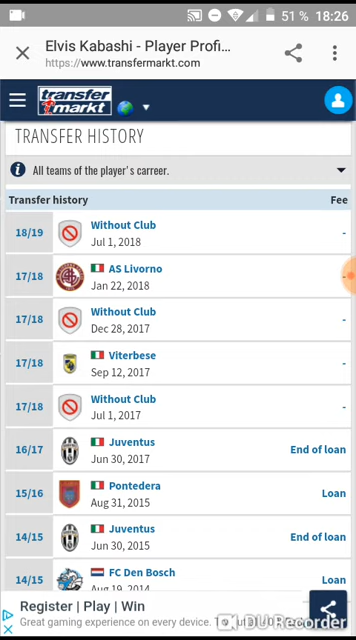 51 % 18:26
Elvis Kabashi - Player Profi...
https://www.transfermarkt.com
transfer
markt
TRANSFER HISTORY
All teams of the player's carreer.
Transfer history Fee
18/19 Without Club -
Jul 1, 2018
17/18 AS Livorno -
Jan 22, 2018
17/18 Without Club -
Dec 28, 2017
17/18 Viterbese -
Sep 12, 2017
17/18 Without Club -
Jul 1, 2017
16/17 Juventus End of loan
Jun 30, 2017
15/16 Pontedera Loan
Aug 31, 2015
14/15 Juventus End of loan
Jun 30, 2015
14/15 FC Den Bosch Loan
Aug 19, 2014
Register | Play | Win
Great gaming experience on every device.
DU Recorder